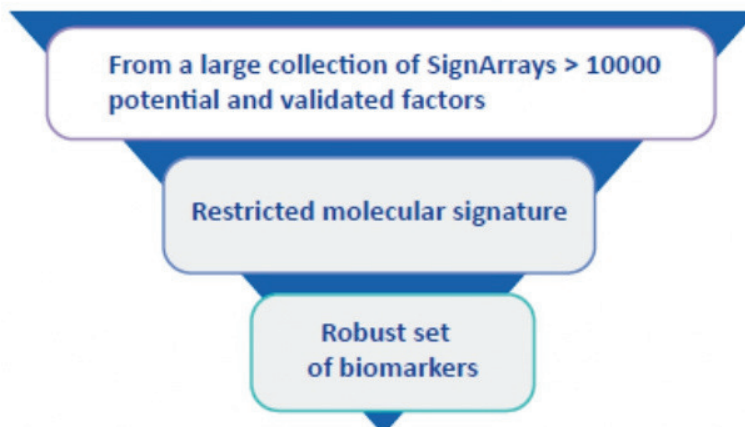 From a large collection of SignArrays > 10000
potential and validated factors
Restricted molecular signature
Robust set
of biomarkers